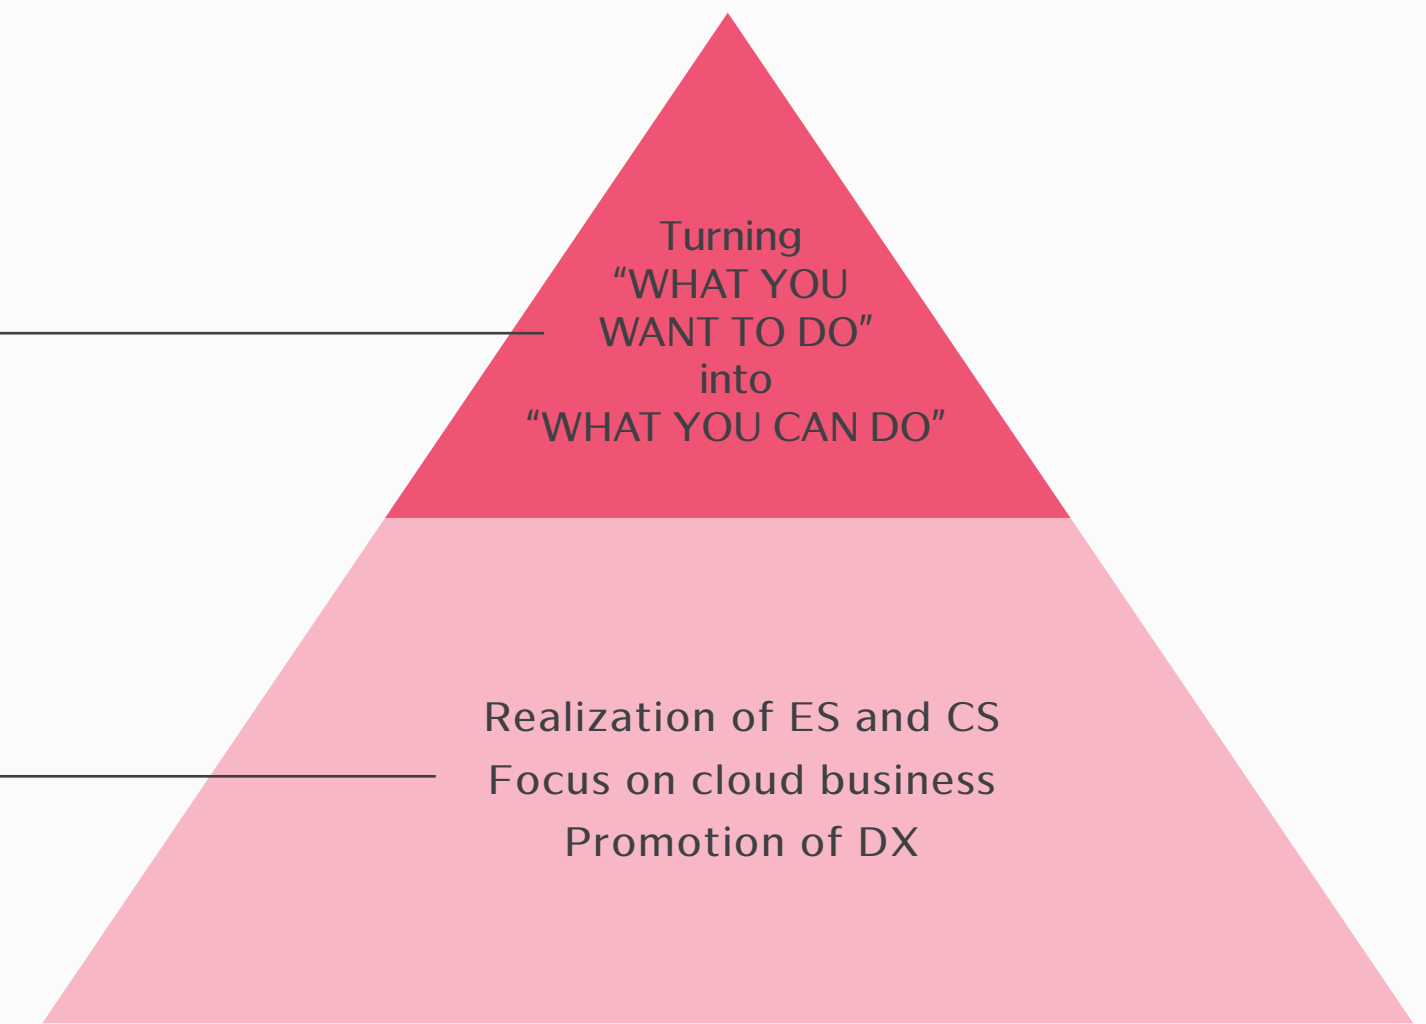 Turning
“WHAT YOU
WANT TO DO”
into
“WHAT YOU CAN DO”
Realization of ES and CS
Focus on cloud business
Promotion of DX